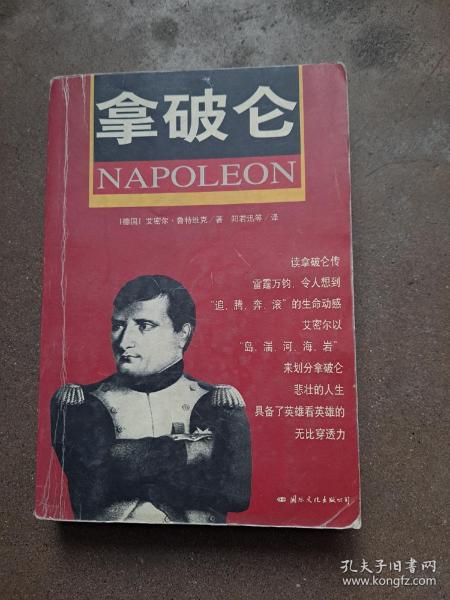 拿破仑
NAPOLEON
[德国] 艾密尔·鲁特维克/著 郑若迅等/译
读拿破仑传
雷霆万钧，令人想到
“追、腾、奔、滚”的生命动感
艾密尔以
“岛、湍、河、海、岩”
来划分拿破仑
悲壮的人生
具备了英雄看英雄的
无比穿透力
国际文化出版公司
孔夫子旧书网
www.kongfz.com